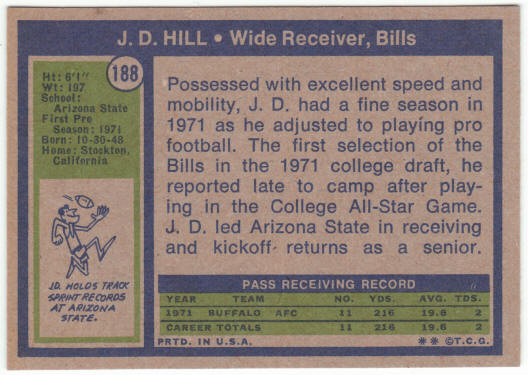 J. D. HILL • Wide Receiver, Bills
188
Ht: 6'1"
Wt: 197
School:
Arizona State
First Pro
Season: 1971
Born: 10-30-48
Home: Stockton,
California
J.D. HOLDS TRACK
SPRINT RECORDS
AT ARIZONA
STATE.
Possessed with excellent speed and
mobility, J. D. had a fine season in
1971 as he adjusted to playing pro
football. The first selection of the
Bills in the 1971 college draft, he
reported late to camp after play-
ing in the College All-Star Game.
J. D. led Arizona State in receiving
and kickoff returns as a senior.
PASS RECEIVING RECORD
YEAR TEAM NO. YDS. AVG. TDS.
1971 BUFFALO AFC 11 216 19.6 2
CAREER TOTALS 11 216 19.6 2
PRTD. IN U.S.A. ** ©T.C.G.